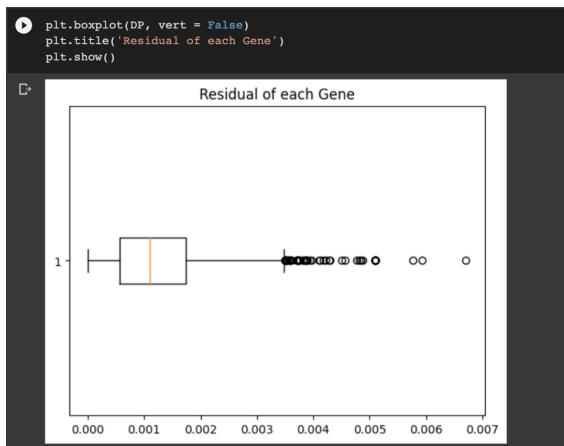 plt.boxplot(DP, vert = False)
plt.title('Residual of each Gene')
plt.show()
Residual of each Gene
1
0.000 0.001 0.002 0.003 0.004 0.005 0.006 0.007